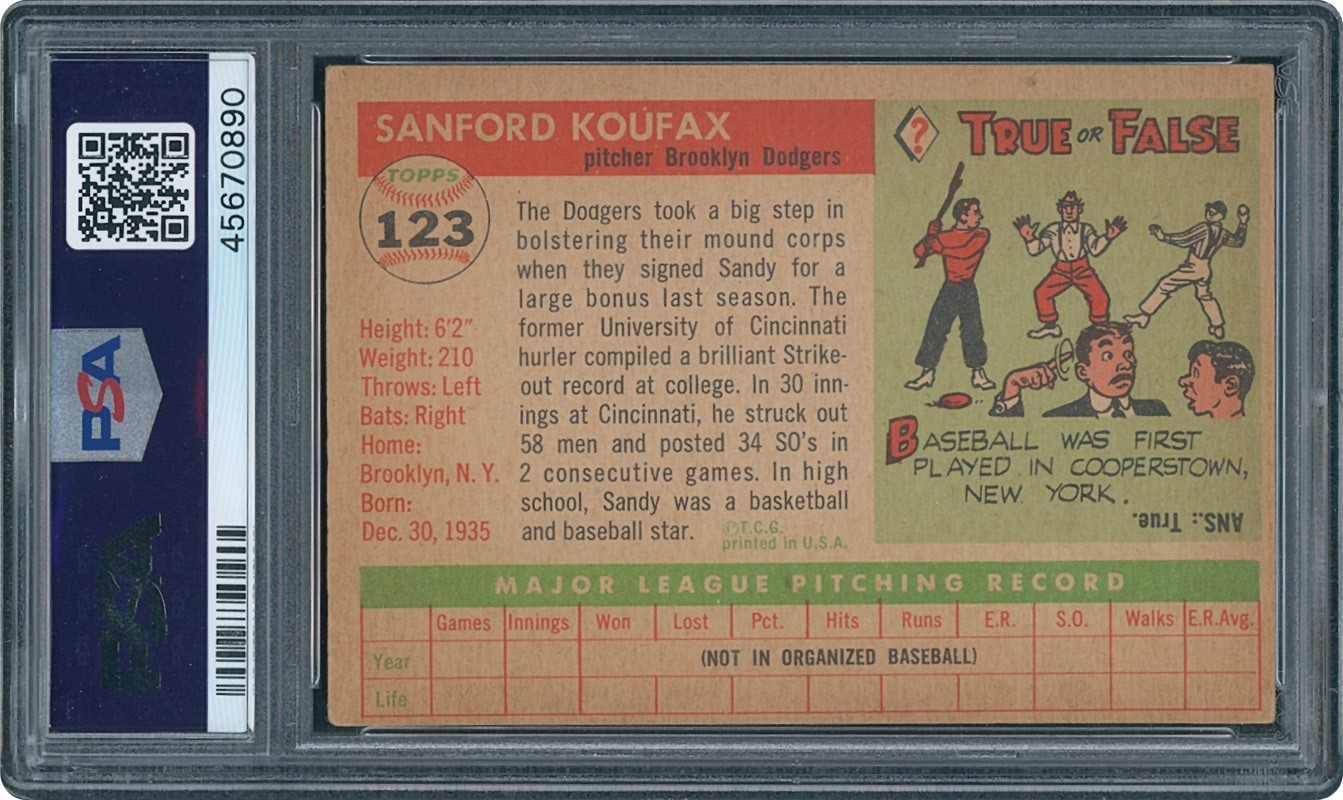 PSA
PSA
45670890
SANFORD KOUFAX
pitcher Brooklyn Dodgers
TOPPS
123
Height: 6'2"
Weight: 210
Throws: Left
Bats: Right
Home:
Brooklyn, N. Y.
Born:
Dec. 30, 1935
The Dodgers took a big step in
bolstering their mound corps
when they signed Sandy for a
large bonus last season. The
former University of Cincinnati
hurler compiled a brilliant Strike-
out record at college. In 30 inn-
ings at Cincinnati, he struck out
58 men and posted 34 SO's in
2 consecutive games. In high
school, Sandy was a basketball
and baseball star.
©T.C.G.
printed in U.S.A.
?
TRUE OR FALSE
BASEBALL WAS FIRST
PLAYED IN COOPERSTOWN,
NEW YORK.
ANS.: True.
MAJOR LEAGUE PITCHING RECORD
Games Innings Won Lost Pct. Hits Runs E.R. S.O. Walks E.R.Avg.
Year (NOT IN ORGANIZED BASEBALL)
Life
PSA